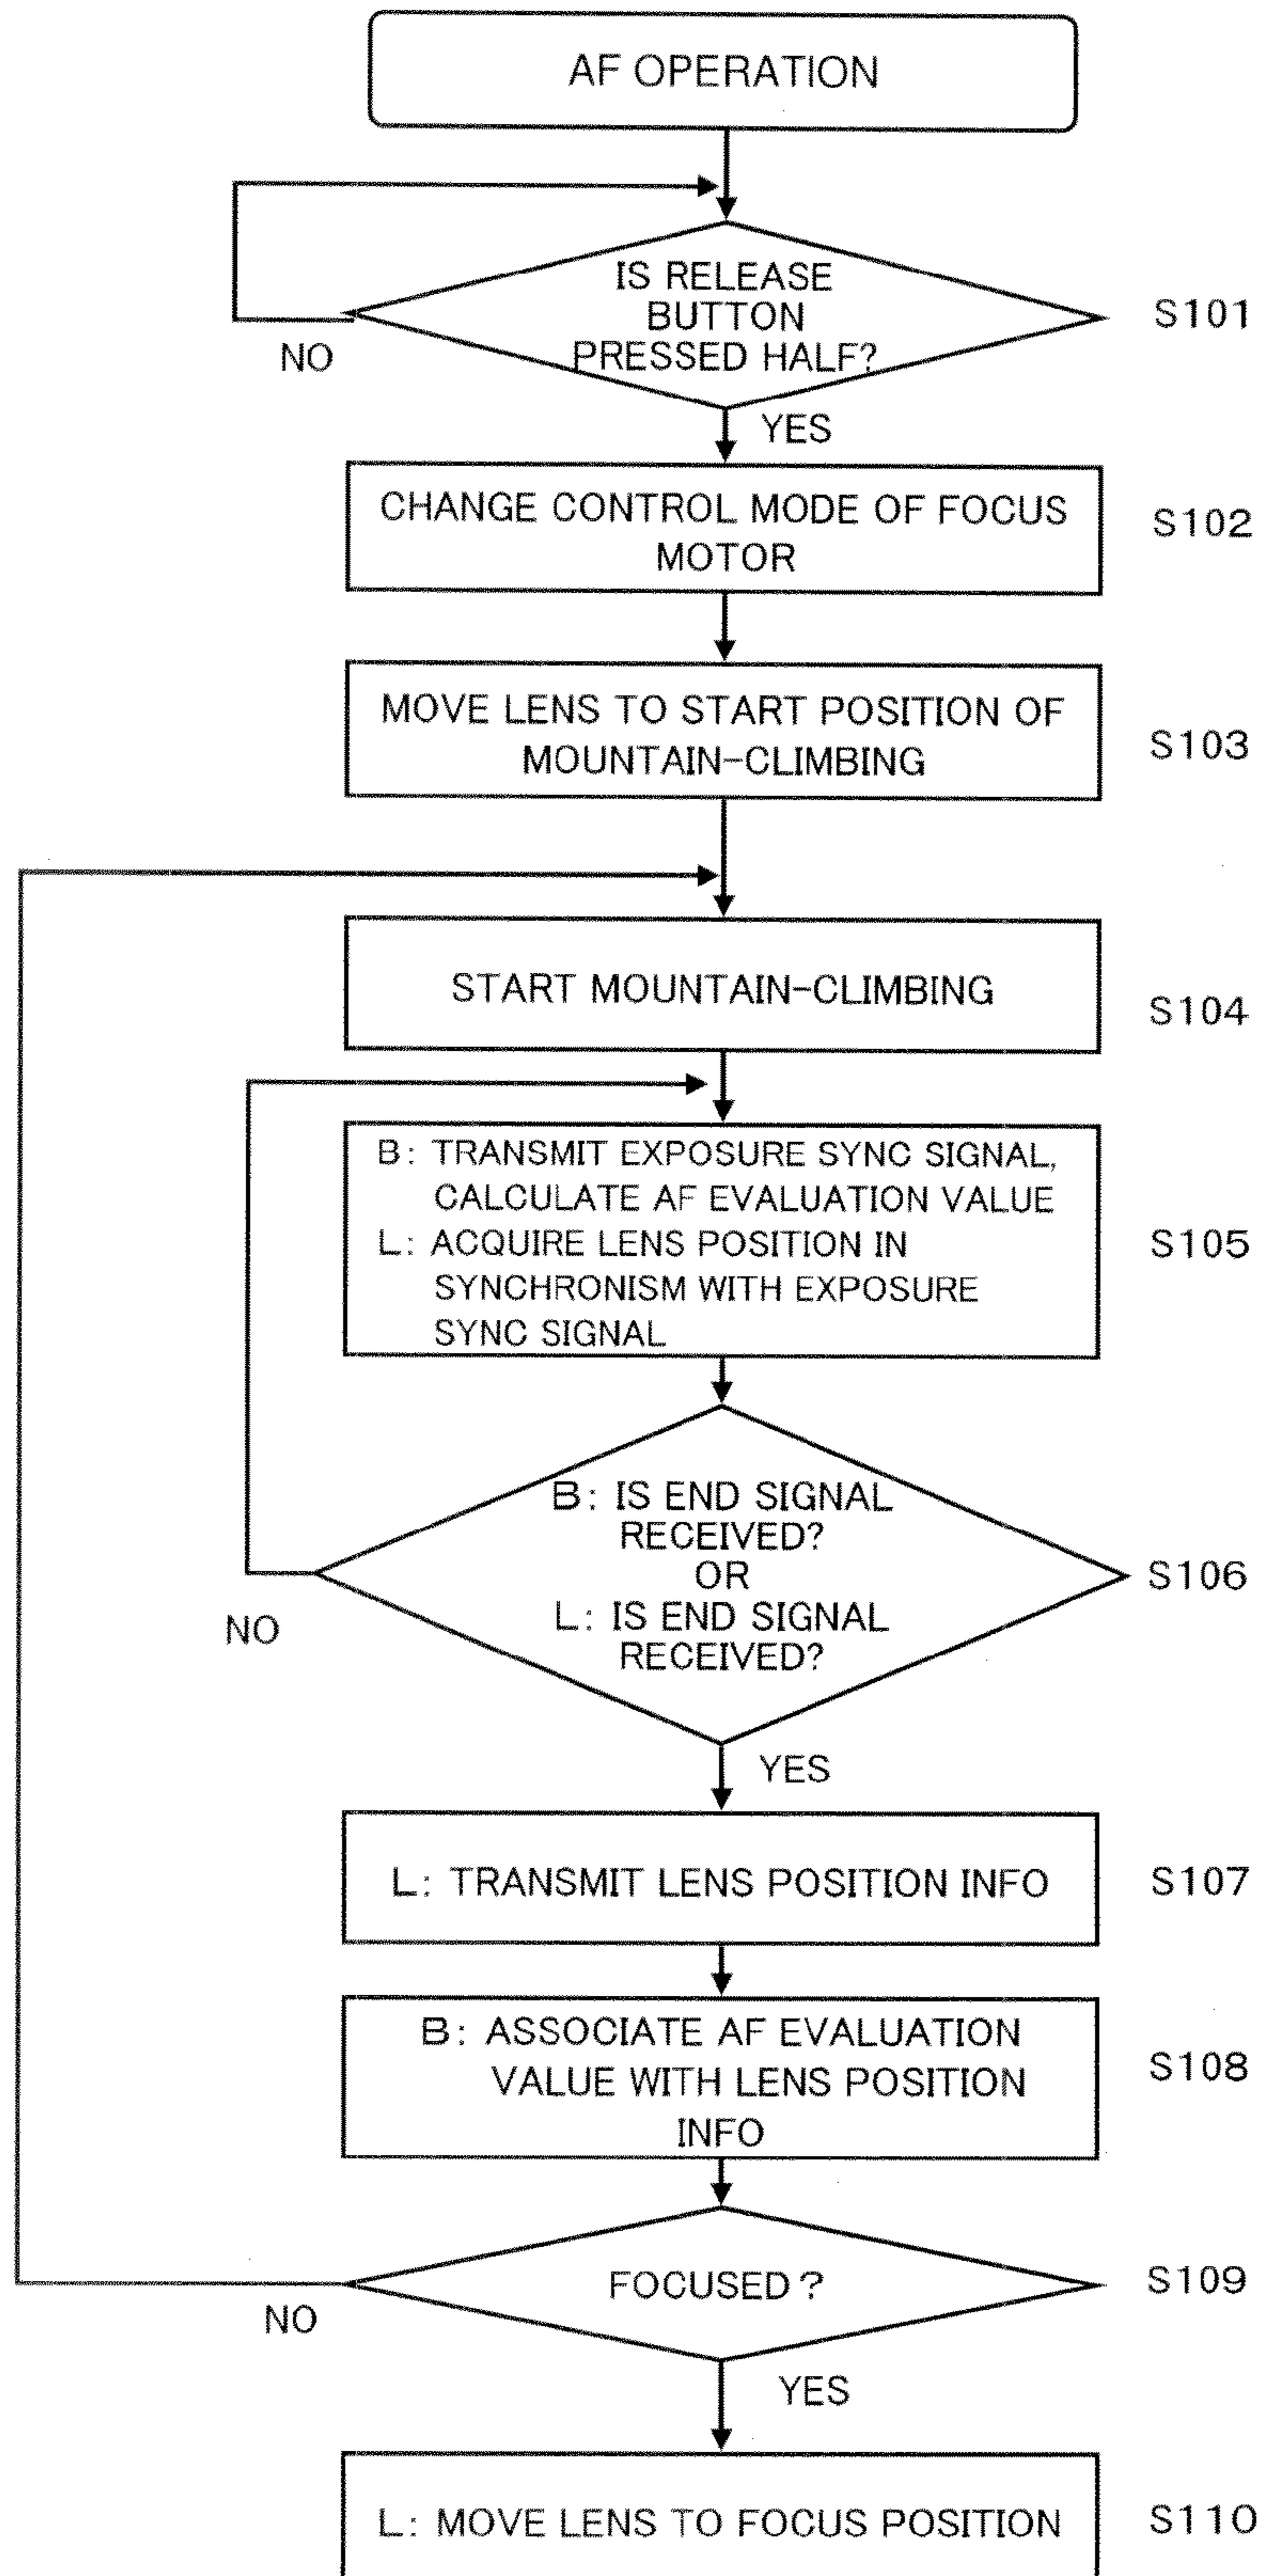 AF OPERATION
IS RELEASE
BUTTON
PRESSED HALF?
S101
NO
YES
CHANGE CONTROL MODE OF FOCUS
MOTOR
S102
MOVE LENS TO START POSITION OF
MOUNTAIN-CLIMBING
S103
START MOUNTAIN-CLIMBING
S104
B: TRANSMIT EXPOSURE SYNC SIGNAL,
CALCULATE AF EVALUATION VALUE
L: ACQUIRE LENS POSITION IN
SYNCHRONISM WITH EXPOSURE
SYNC SIGNAL
S105
B: IS END SIGNAL
RECEIVED?
OR
L: IS END SIGNAL
RECEIVED?
S106
NO
YES
L: TRANSMIT LENS POSITION INFO
S107
B: ASSOCIATE AF EVALUATION
VALUE WITH LENS POSITION
INFO
S108
FOCUSED?
S109
NO
YES
L: MOVE LENS TO FOCUS POSITION
S110